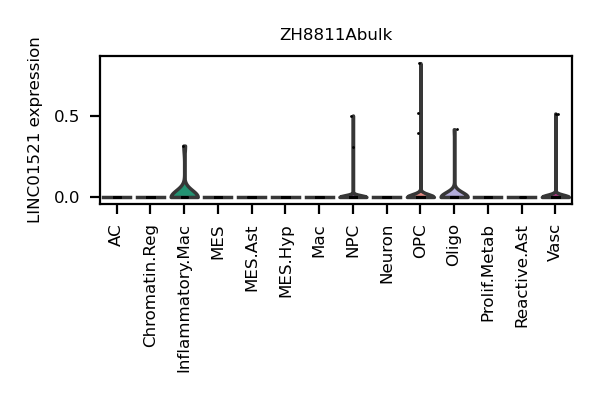 ZH8811Abulk
LINC01521 expression
0.5
0.0
AC
Chromatin.Reg
Inflammatory.Mac
MES
MES.Ast
MES.Hyp
Mac
NPC
Neuron
OPC
Oligo
Prolif.Metab
Reactive.Ast
Vasc